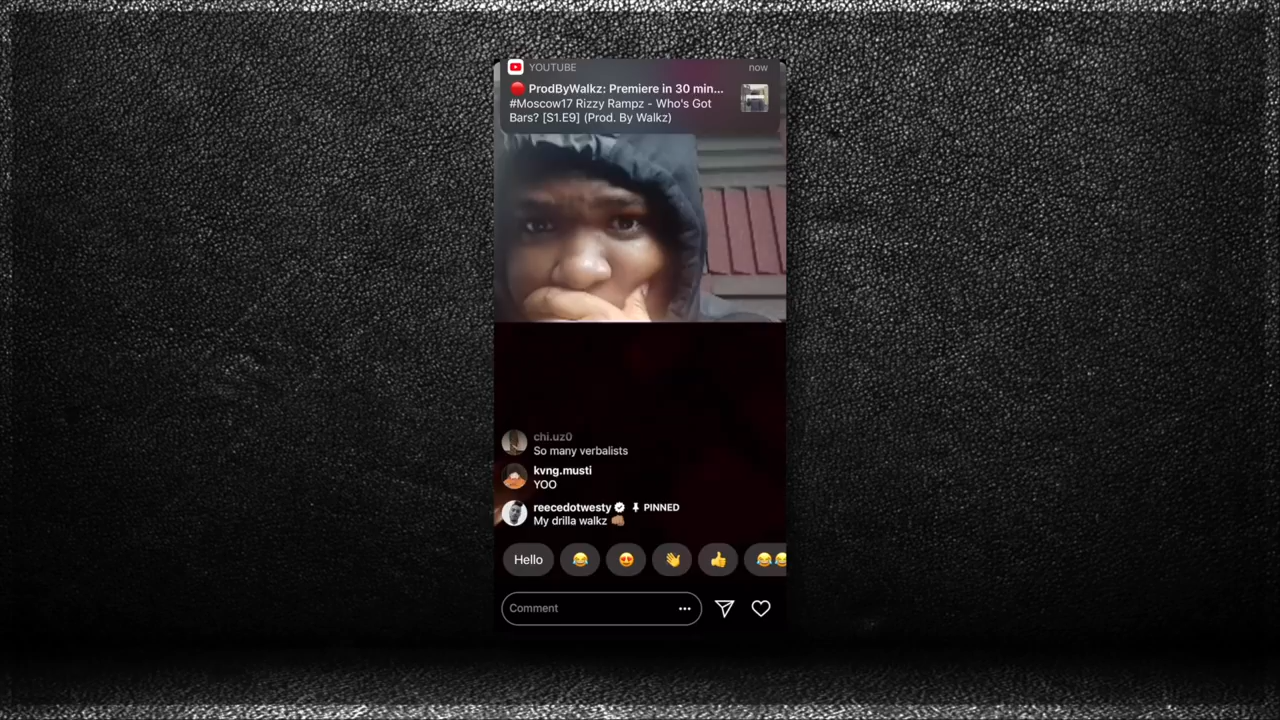 YOUTUBE now
🔴 ProdByWalkz: Premiere in 30 min...
#Moscow17 Rizzy Rampz - Who's Got
Bars? [S1.E9] (Prod. By Walkz)
chi.uz0
So many verbalists
kvng.musti
YOO
reecedotwesty PINNED
My drilla walkz 👊🏽
Hello 😂 😍 👋 👍 😂😂
Comment